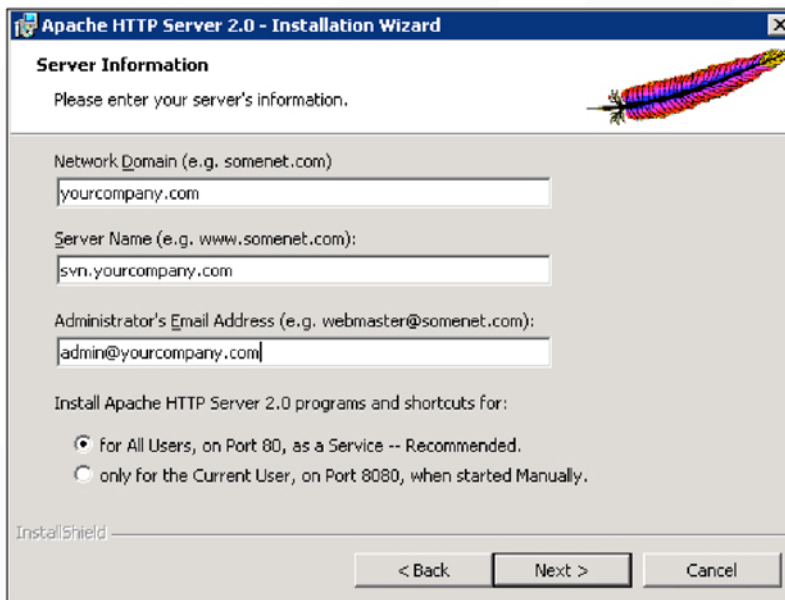 Apache HTTP Server 2.0 - Installation Wizard
Server Information
Please enter your server's information.
Network Domain (e.g. somenet.com)
yourcompany.com
Server Name (e.g. www.somenet.com):
svn.yourcompany.com
Administrator's Email Address (e.g. webmaster@somenet.com):
admin@yourcompany.com
Install Apache HTTP Server 2.0 programs and shortcuts for:
for All Users, on Port 80, as a Service -- Recommended.
only for the Current User, on Port 8080, when started Manually.
InstallShield
< Back Next > Cancel